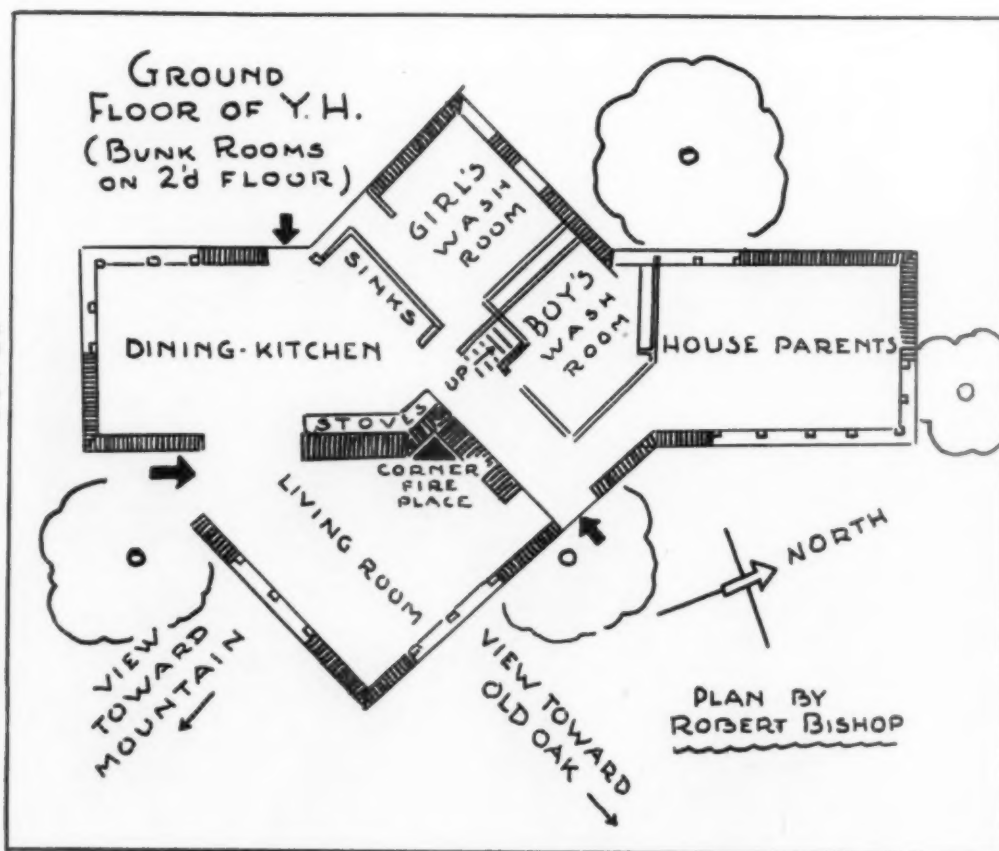 GROUND
FLOOR OF Y.H.
(BUNK ROOMS
ON 2'd FLOOR)
GIRL'S
WASH
ROOM
SINKS
BOY'S
WASH
ROOM
UP
DINING-KITCHEN
HOUSE PARENTS
STOVES
CORNER
FIRE
PLACE
LIVING ROOM
NORTH
VIEW
TOWARD
MOUNTAIN
VIEW TOWARD
OLD OAK
PLAN BY
ROBERT BISHOP